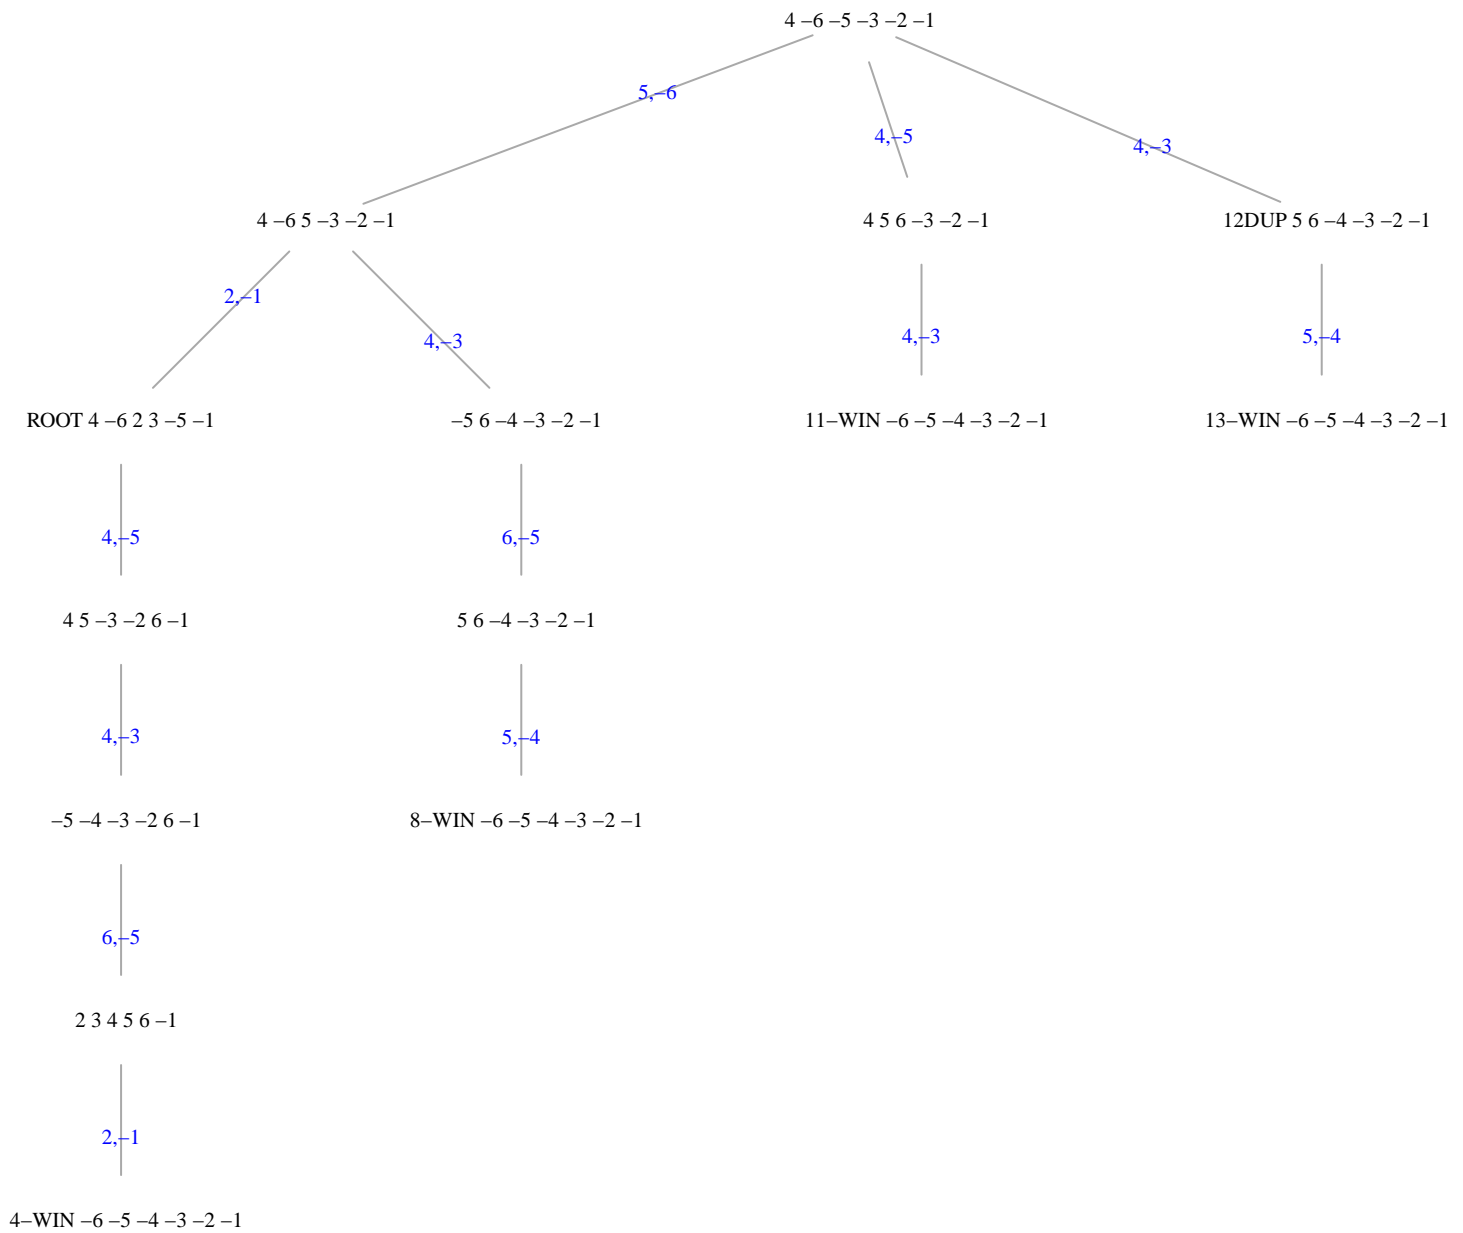 4 –6 –5 –3 –2 –1
5,–6
4,–5
4,–3
4 –6 5 –3 –2 –1
4 5 6 –3 –2 –1
12DUP 5 6 –4 –3 –2 –1
2,–1
4,–3
4,–3
5,–4
ROOT 4 –6 2 3 –5 –1
–5 6 –4 –3 –2 –1
11–WIN –6 –5 –4 –3 –2 –1
13–WIN –6 –5 –4 –3 –2 –1
4,–5
6,–5
4 5 –3 –2 6 –1
5 6 –4 –3 –2 –1
4,–3
5,–4
–5 –4 –3 –2 6 –1
8–WIN –6 –5 –4 –3 –2 –1
6,–5
2 3 4 5 6 –1
2,–1
4–WIN –6 –5 –4 –3 –2 –1